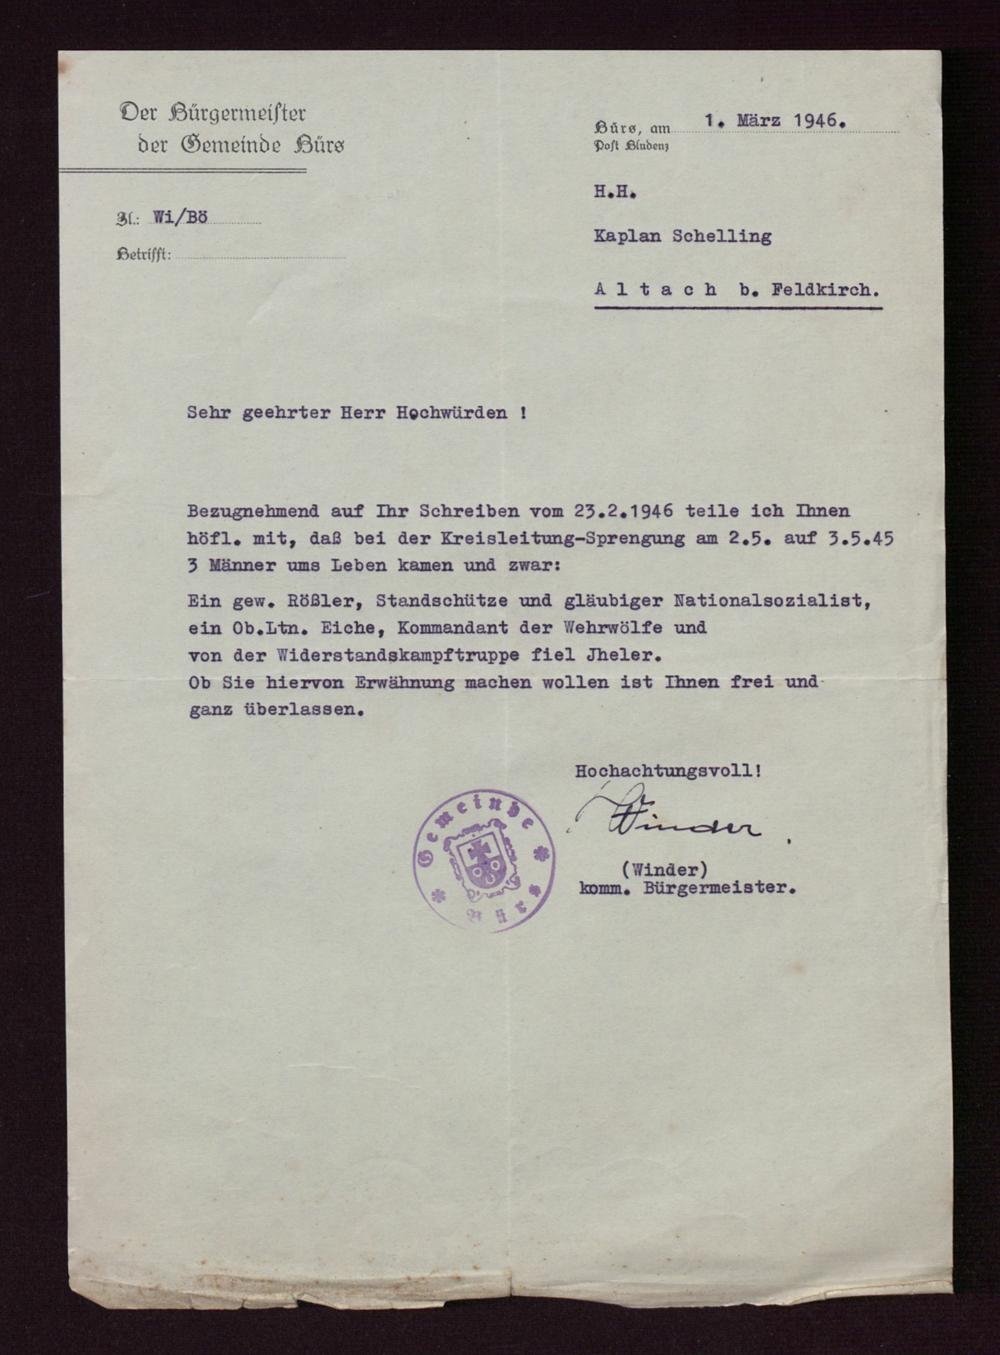 Der Bürgermeister
der Gemeinde Bürs
Bürs, am 1. März 1946.
Post Bludenz
Zl.: Wi/Bö
Betrifft:
H.H.
Kaplan Schelling
A l t a c h  b. Feldkirch.
Sehr geehrter Herr Hochwürden !
Bezugnehmend auf Ihr Schreiben vom 23.2.1946 teile ich Ihnen
höfl. mit, daß bei der Kreisleitung-Sprengung am 2.5. auf 3.5.45
3 Männer ums Leben kamen und zwar:
Ein gew. Rößler, Standschütze und gläubiger Nationalsozialist,
ein Ob.Ltn. Eiche, Kommandant der Wehrwölfe und
von der Widerstandskampftruppe fiel Jheler.
Ob Sie hiervon Erwähnung machen wollen ist Ihnen frei und
ganz überlassen.
Hochachtungsvoll!
Winder
(Winder)
komm. Bürgermeister.
Gemeinde
Bürs